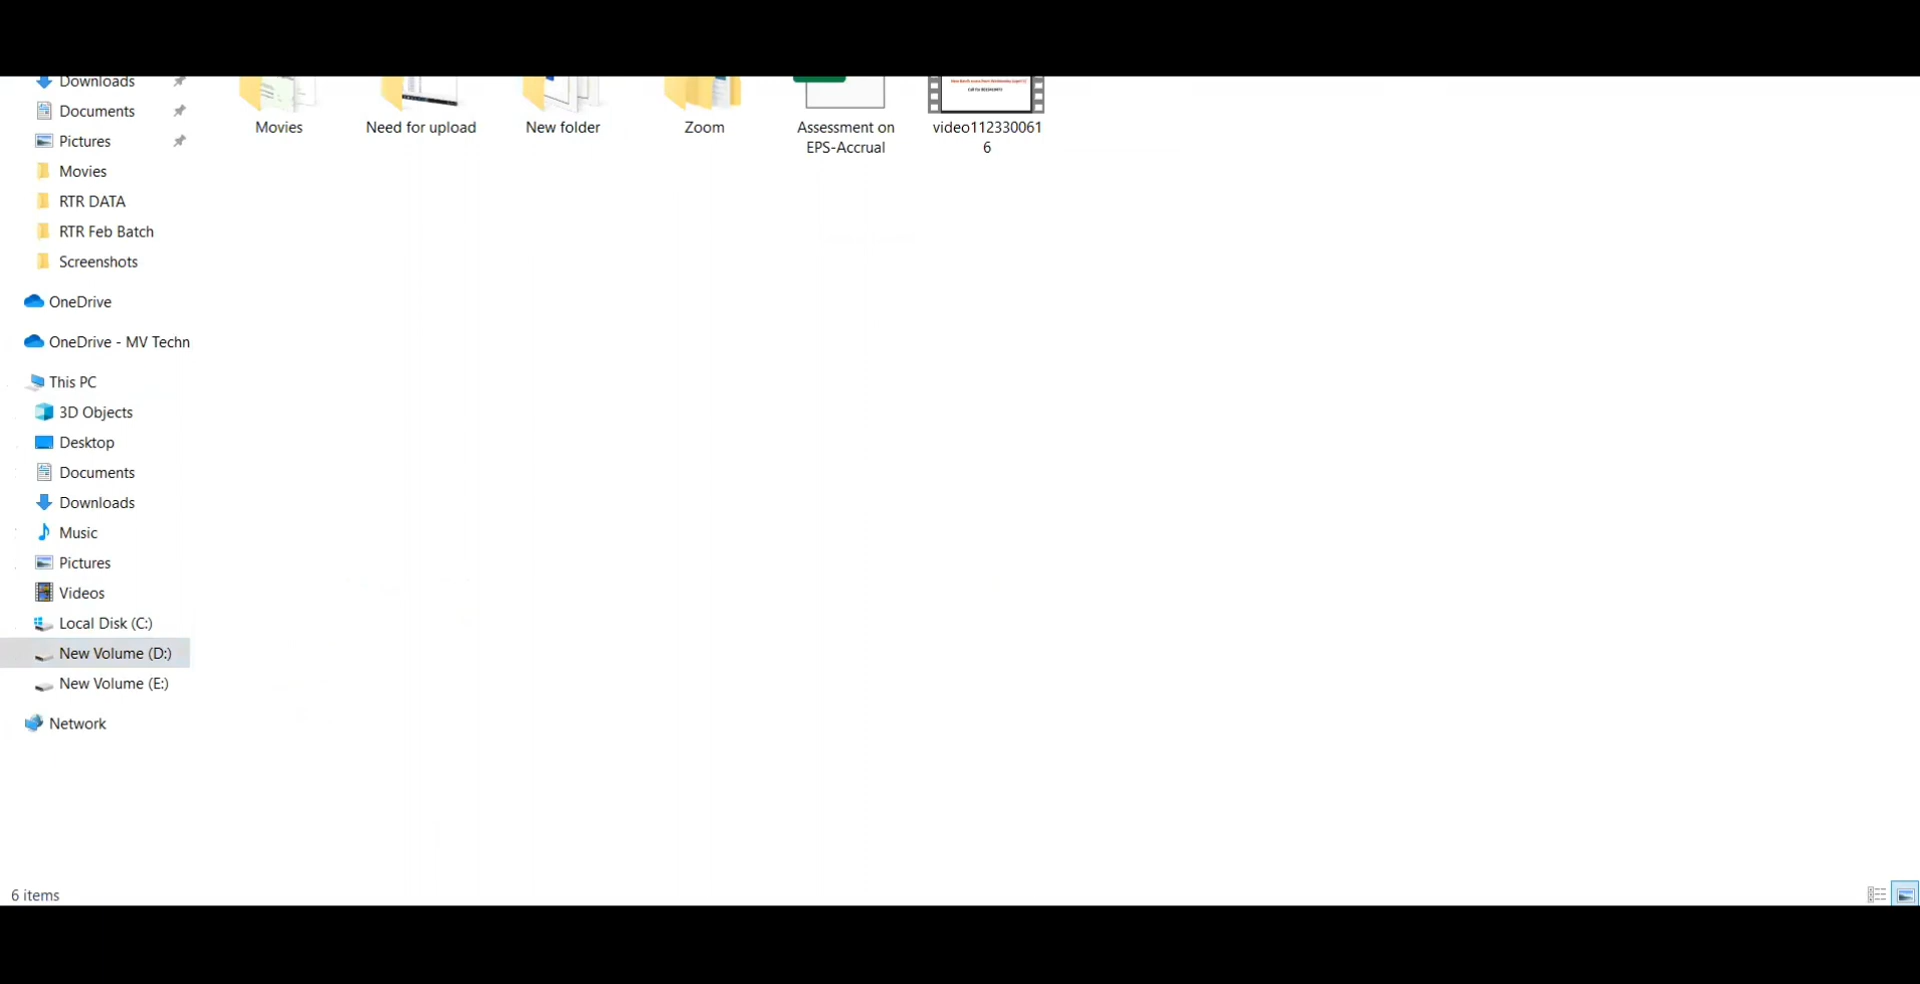 Downloads
Documents
Pictures
Movies
RTR DATA
RTR Feb Batch
Screenshots
OneDrive
OneDrive - MV Techn
This PC
3D Objects
Desktop
Documents
Downloads
Music
Pictures
Videos
Local Disk (C:)
New Volume (D:)
New Volume (E:)
Network
Movies
Need for upload
New folder
Zoom
Assessment on
EPS-Accrual
video112330061
6
6 items